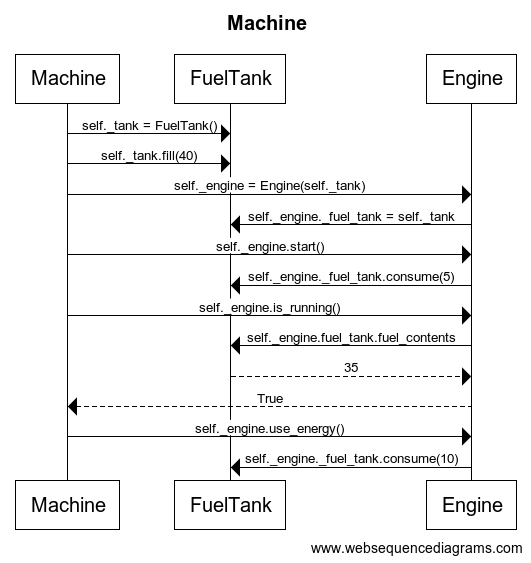 Machine
Machine
FuelTank
Engine
self._tank = FuelTank()
self._tank.fill(40)
self._engine = Engine(self._tank)
self._engine._fuel_tank = self._tank
self._engine.start()
self._engine._fuel_tank.consume(5)
self._engine.is_running()
self._engine.fuel_tank.fuel_contents
35
True
self._engine.use_energy()
self._engine._fuel_tank.consume(10)
Machine
FuelTank
Engine
www.websequencediagrams.com